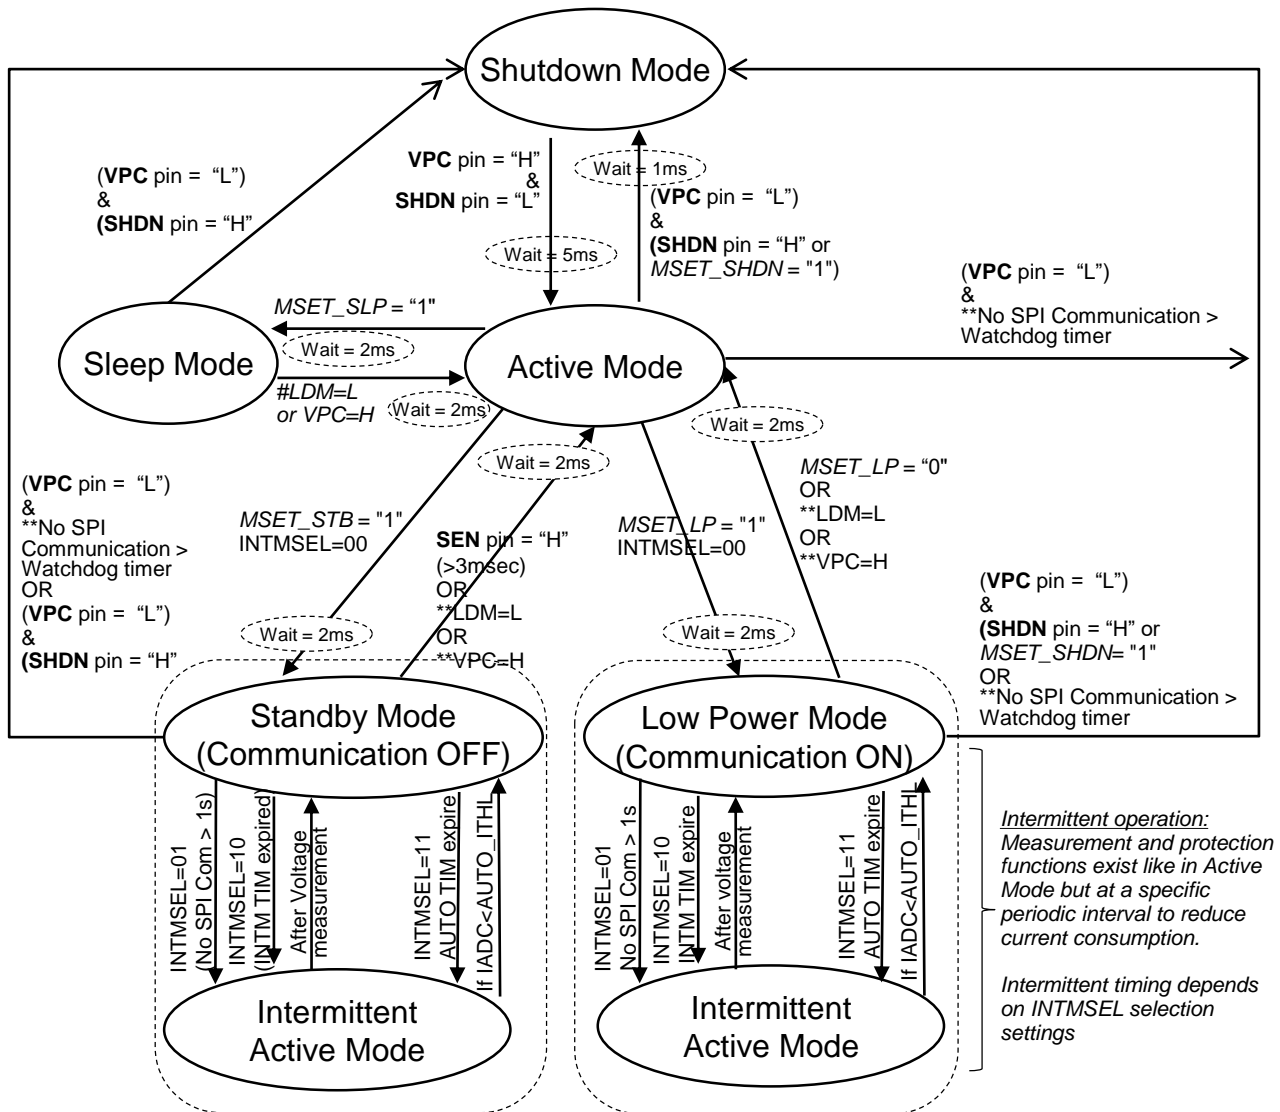 Shutdown Mode
VPC pin = “H”
&
SHDN pin = “L”
Wait = 1ms
(VPC pin =  “L”)
&
(SHDN pin = “H”
(VPC pin =  “L”)
&
(SHDN pin = “H” or
MSET_SHDN = "1")
Wait = 5ms
(VPC pin =  “L”)
&
**No SPI Communication >
Watchdog timer
MSET_SLP = “1"
Wait = 2ms
Sleep Mode
Active Mode
#LDM=L
or VPC=H
Wait = 2ms
Wait = 2ms
Wait = 2ms
(VPC pin =  “L”)
&
**No SPI
Communication >
Watchdog timer
OR
(VPC pin =  “L”)
&
(SHDN pin = “H”
MSET_STB = "1"
INTMSEL=00
SEN pin = “H”
(>3msec)
OR
**LDM=L
OR
**VPC=H
MSET_LP = "1"
INTMSEL=00
MSET_LP = “0"
OR
**LDM=L
OR
**VPC=H
(VPC pin =  “L”)
&
(SHDN pin = “H” or
MSET_SHDN= "1"
OR
**No SPI Communication >
Watchdog timer
Wait = 2ms
Wait = 2ms
Standby Mode
(Communication OFF)
Low Power Mode
(Communication ON)
INTMSEL=01
(No SPI Com > 1s)
INTMSEL=10
(INTM TIM expired)
After Voltage
measurement
INTMSEL=11
AUTO TIM expire
If IADC<AUTO_ITHL
INTMSEL=01
No SPI Com > 1s
INTMSEL=10
INTM TIM expire
After voltage
measurement
INTMSEL=11
AUTO TIM expire
If IADC<AUTO_ITHL
Intermittent operation:
Measurement and protection
functions exist like in Active
Mode but at a specific
periodic interval to reduce
current consumption.
Intermittent timing depends
on INTMSEL selection
settings
Intermittent
Active Mode
Intermittent
Active Mode